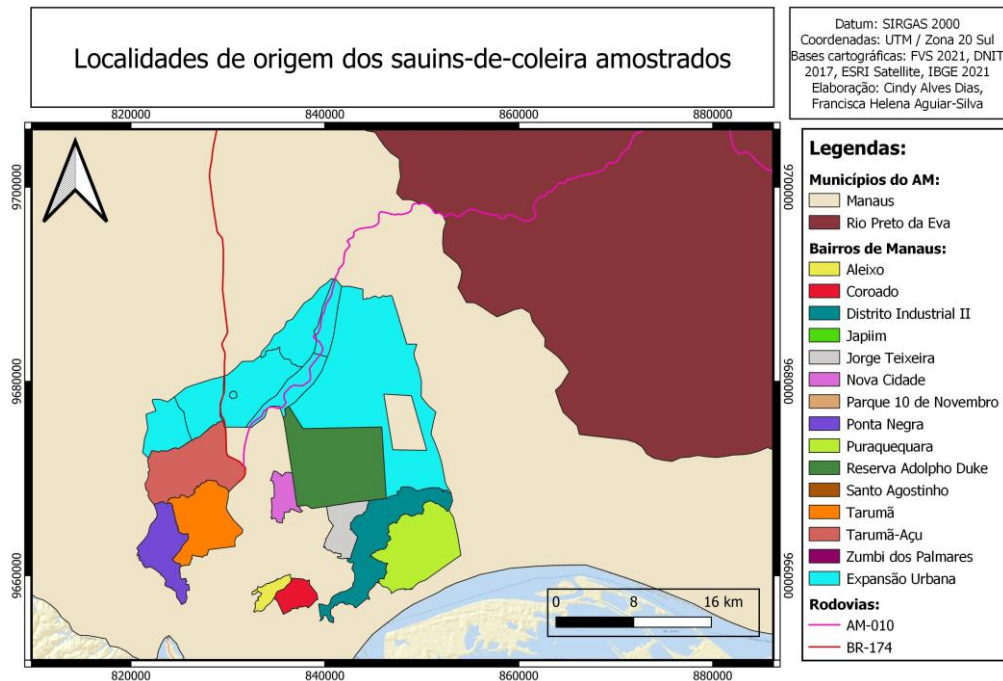 Localidades de origem dos sauins-de-coleira amostrados
Datum: SIRGAS 2000
Coordenadas: UTM / Zona 20 Sul
Bases cartográficas: FVS 2021, DNIT
2017, ESRI Satellite, IBGE 2021
Elaboração: Cindy Alves Dias,
Francisca Helena Aguiar-Silva
820000 840000 860000 880000
9700000 9700000
9680000 9680000
9660000 9660000
0 8 16 km
820000 840000 860000 880000
Legendas:
Municípios do AM:
Manaus
Rio Preto da Eva
Bairros de Manaus:
Aleixo
Coroado
Distrito Industrial II
Japiim
Jorge Teixeira
Nova Cidade
Parque 10 de Novembro
Ponta Negra
Puraquequara
Reserva Adolpho Duke
Santo Agostinho
Tarumã
Tarumã-Açu
Zumbi dos Palmares
Expansão Urbana
Rodovias:
AM-010
BR-174